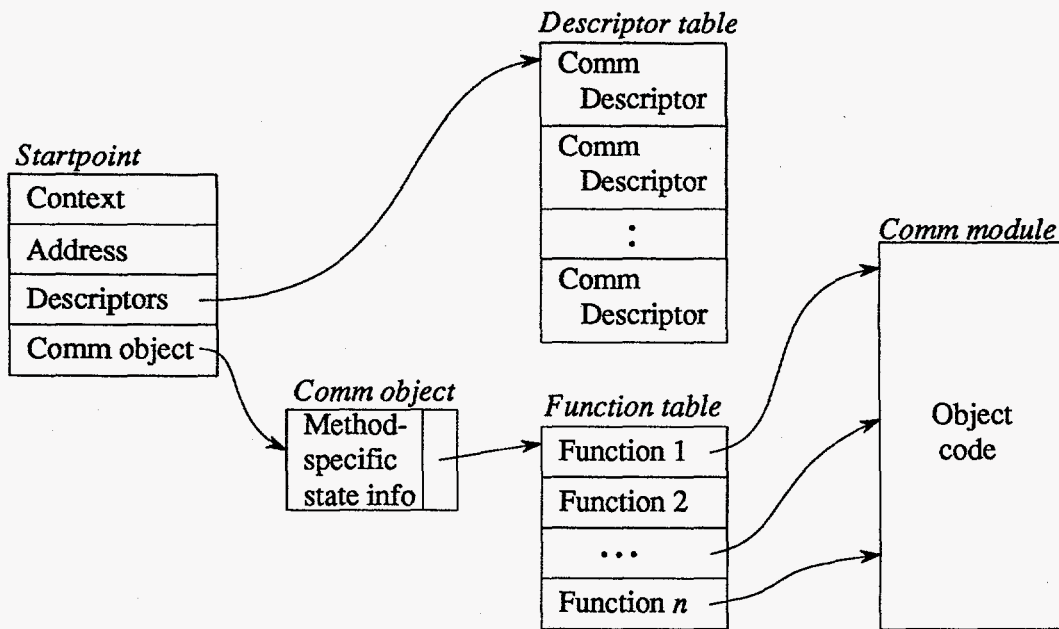 Descriptor table
Comm
Descriptor
Comm
Descriptor
:
Comm
Descriptor
Startpoint
Context
Address
Descriptors
Comm object
Comm object
Method-
specific
state info
Function table
Function 1
Function 2
...
Function n
Comm module
Object
code